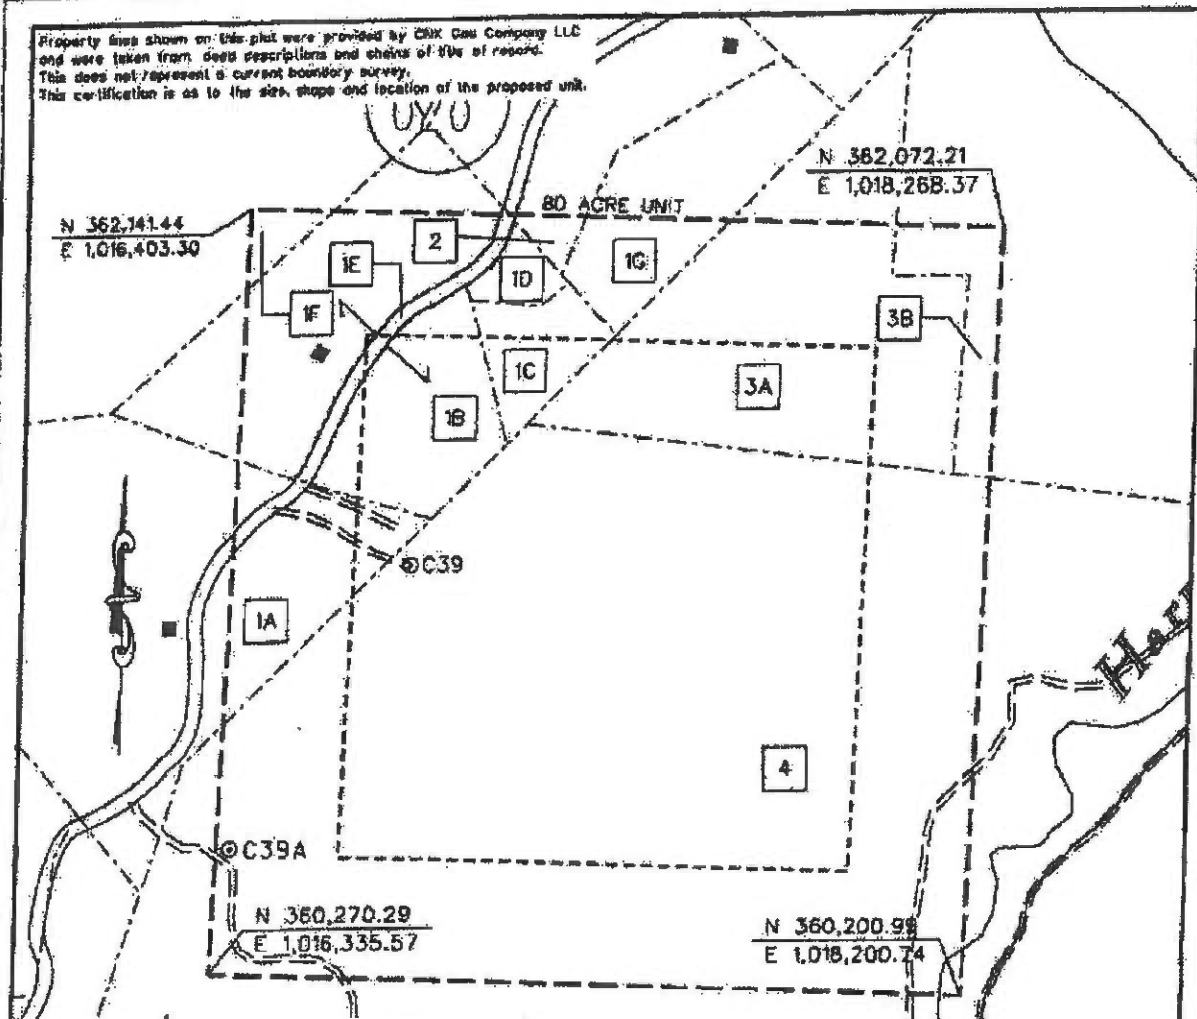 Property lines shown on this plat were provided by CNX Gas Company LLC
and were taken from deed descriptions and chains of title of record.
This does not represent a current boundary survey.
This certification is as to the size, shape and location of the proposed unit.
N 362,072.21
E 1,018,268.37
80 ACRE UNIT
N 362,141.44
E 1,016,403.30
2
1E
1D
1G
1F
3B
1C
3A
1B
C39
1A
Har
4
C39A
N 360,270.29
E 1,016,335.57
N 360,200.99
E 1,018,200.74